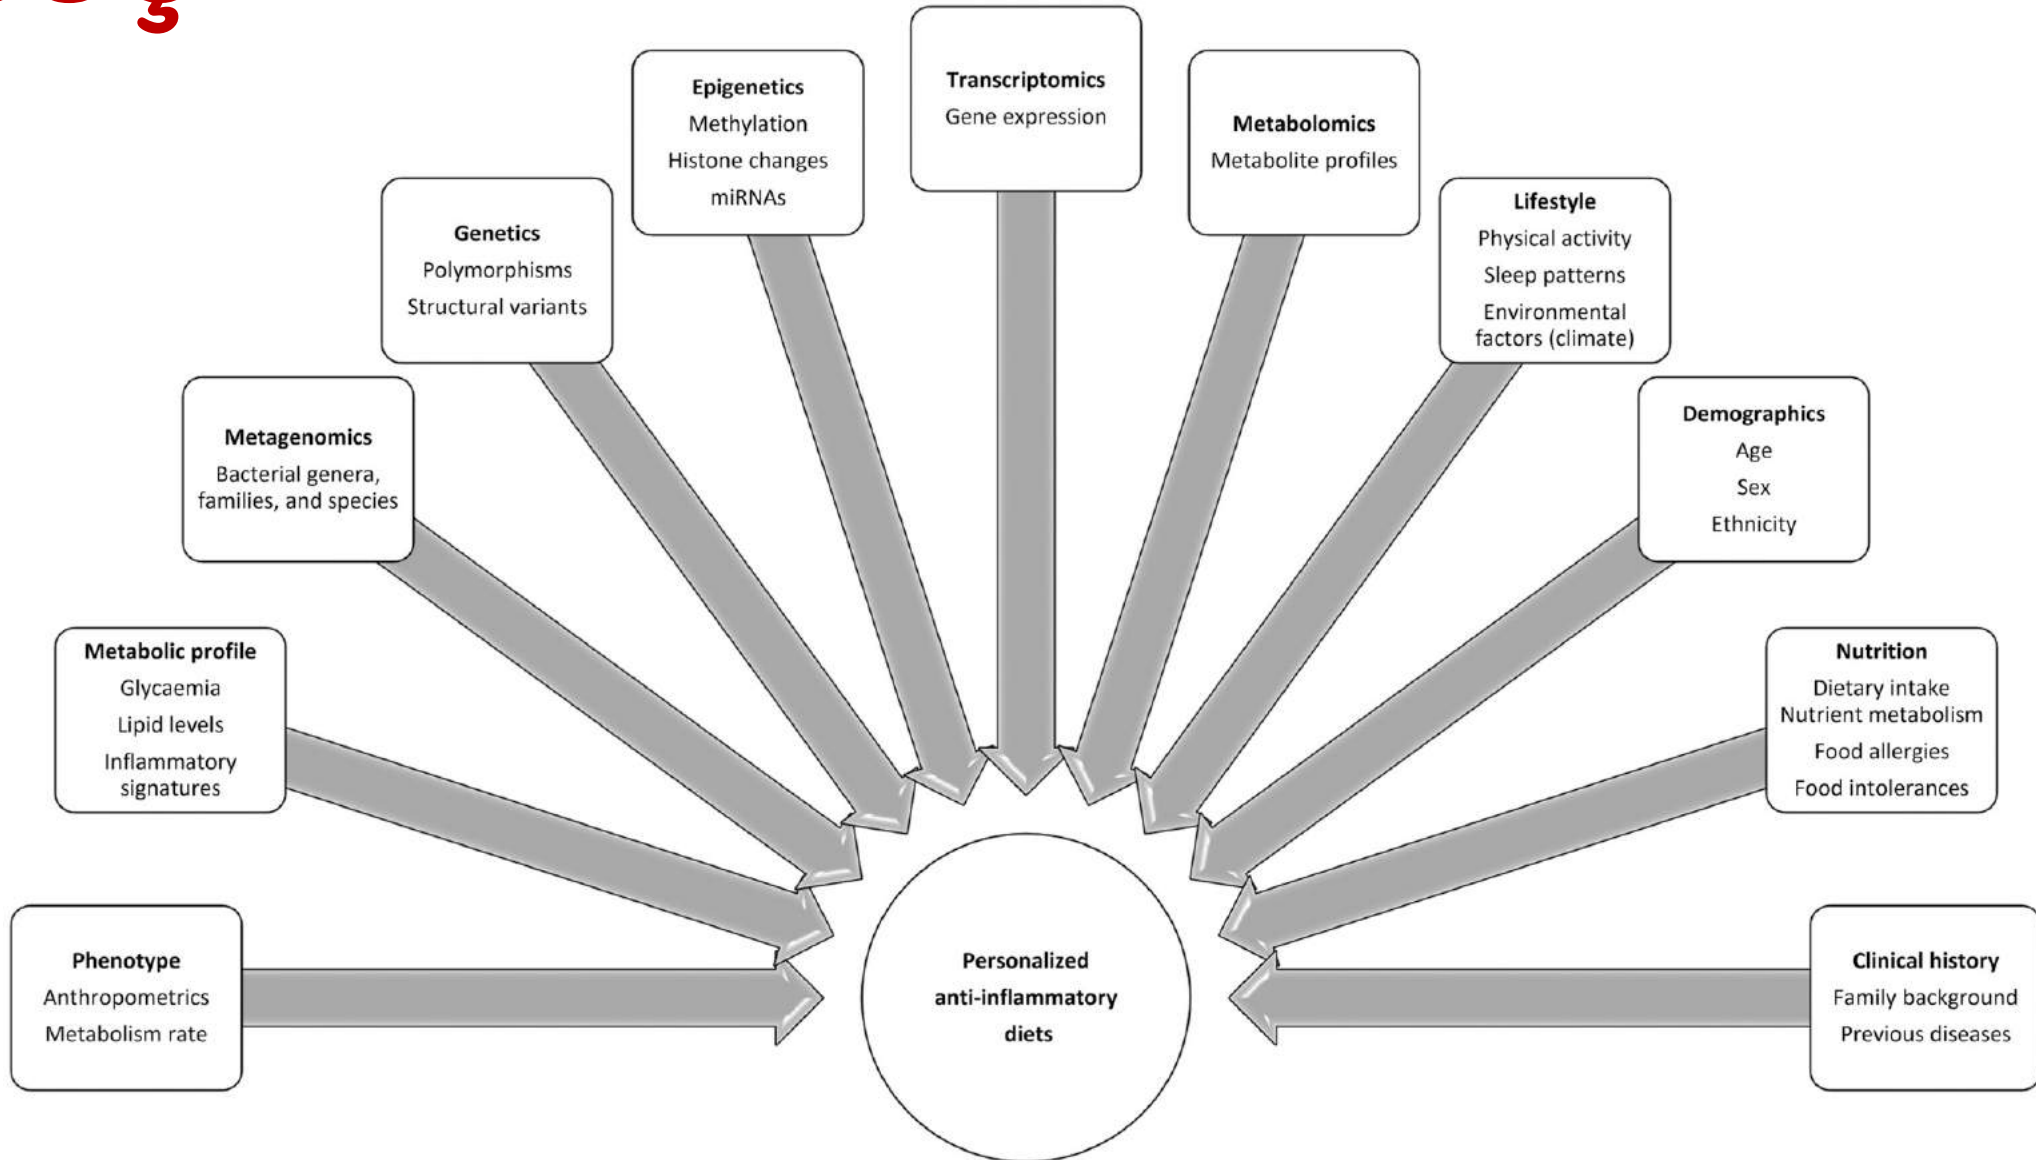 Transcriptomics
Gene expression
Epigenetics
Methylation
Histone changes
miRNAs
Metabolomics
Metabolite profiles
Genetics
Polymorphisms
Structural variants
Lifestyle
Physical activity
Sleep patterns
Environmental
factors (climate)
Metagenomics
Bacterial genera,
families, and species
Demographics
Age
Sex
Ethnicity
Metabolic profile
Glycaemia
Lipid levels
Inflammatory
signatures
Nutrition
Dietary intake
Nutrient metabolism
Food allergies
Food intolerances
Phenotype
Anthropometrics
Metabolism rate
Personalized
anti-inflammatory
diets
Clinical history
Family background
Previous diseases